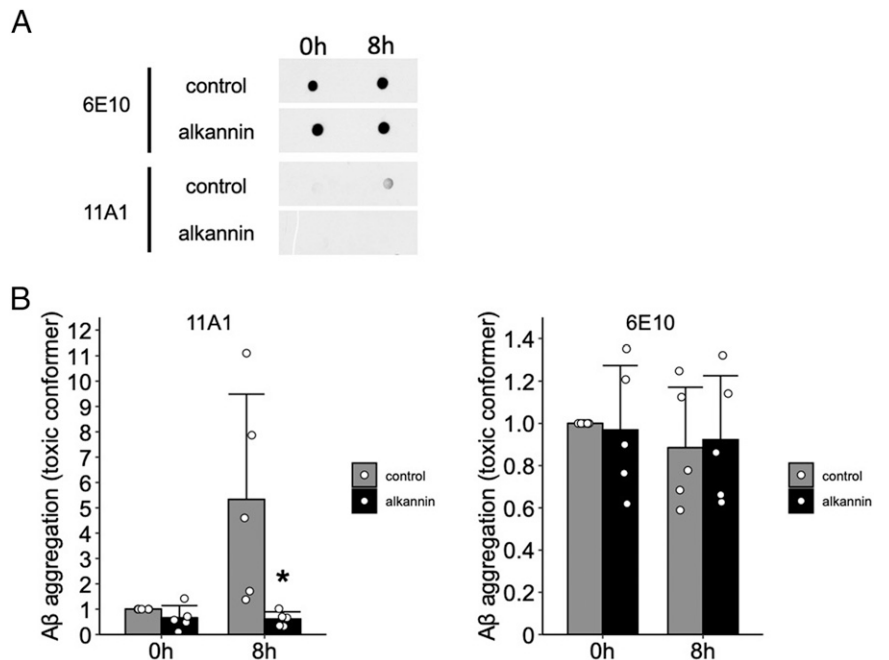 A
0h 8h
6E10
control
alkannin
11A1
control
alkannin
B
11A1
Aβ aggregation (toxic conformer)
12
11
10
9
8
7
6
5
4
3
2
1
0
*
0h 8h
control
alkannin
6E10
Aβ aggregation (toxic conformer)
1.4
1.2
1.0
0.8
0.6
0.4
0.2
0
0h 8h
control
alkannin